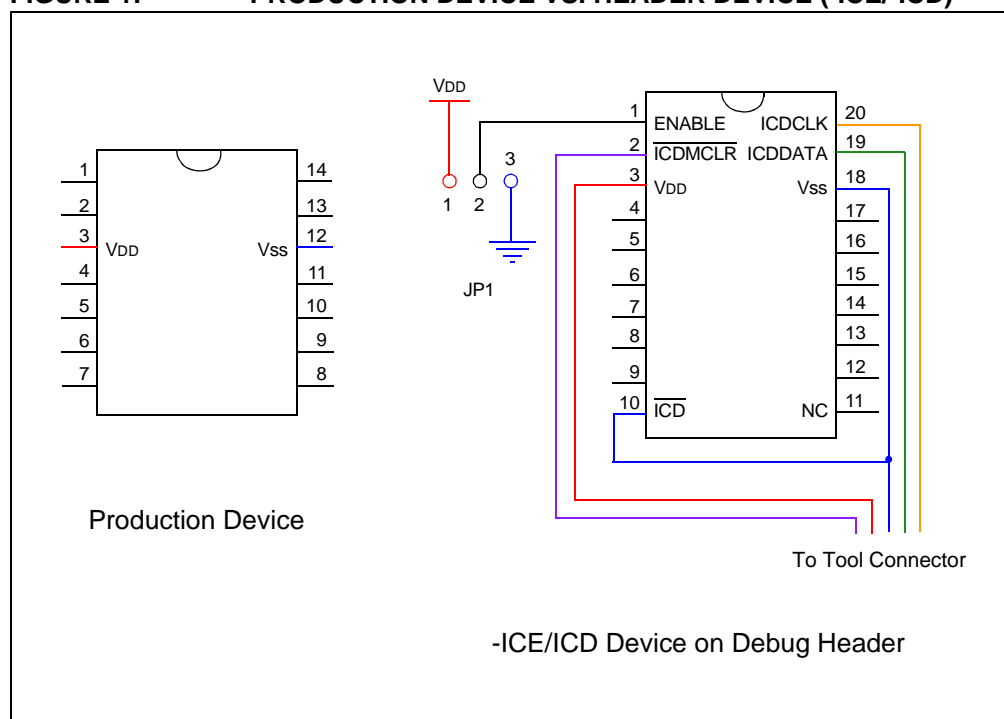 FIGURE PRODUCTION DEVICE VS. HEADER DEVICE (-ICE/-ICD)
1
2
3 VDD
4
5
6
7
14
13
Vss 12
11
10
9
8
Production Device
VDD
1 2 3
JP1
1 ENABLE
2 ICDMCLR
3 VDD
4
5
6
7
8
9
10 ICD
ICDCLK 20
ICDDATA 19
Vss 18
17
16
15
14
13
12
NC 11
To Tool Connector
-ICE/ICD Device on Debug Header